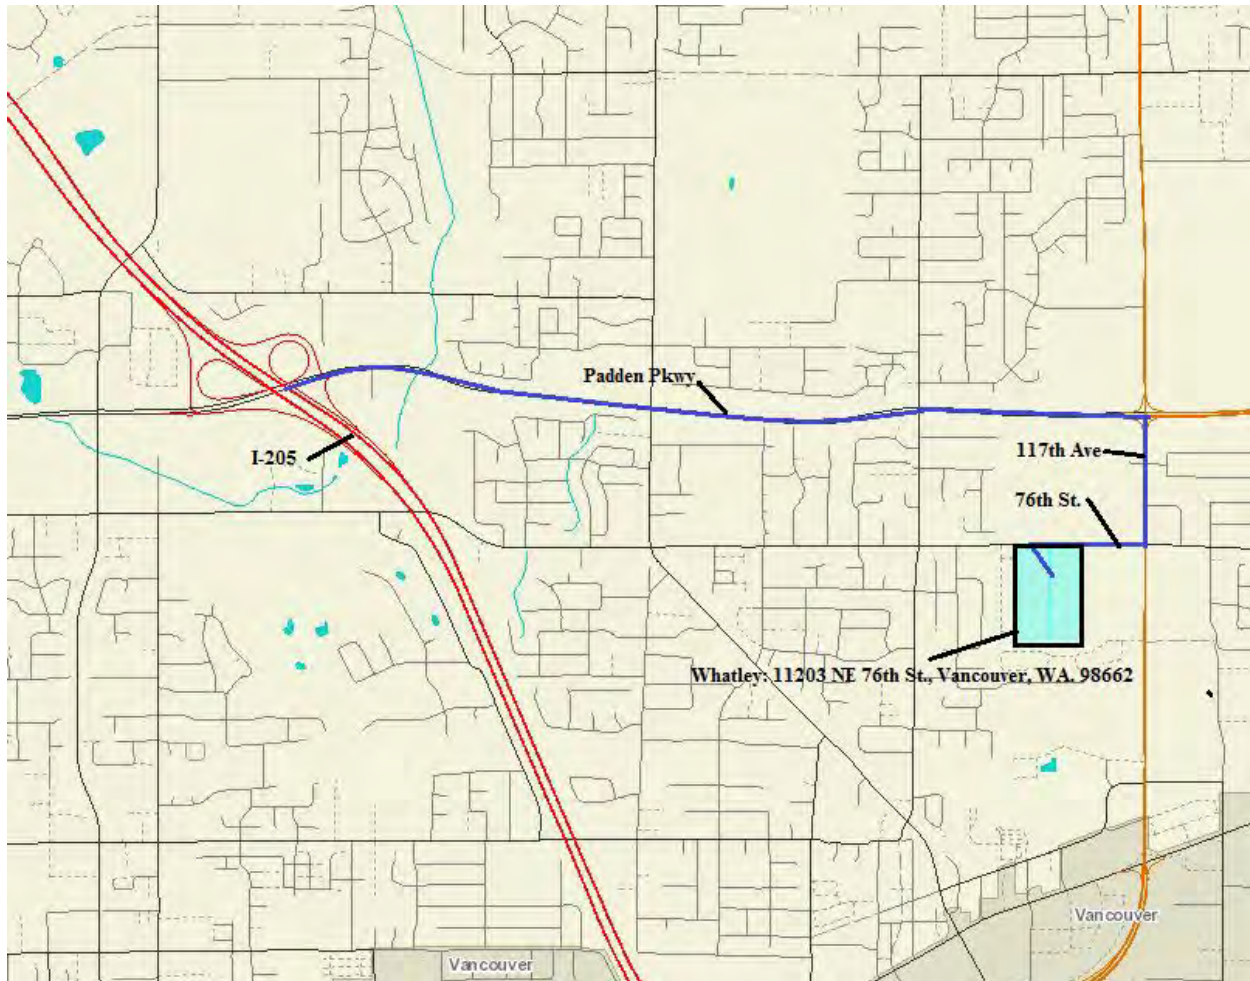 Padden Pkwy
I-205
117th Ave
76th St.
Whatley: 11203 NE 76th St., Vancouver, WA. 98662
Vancouver
Vancouver